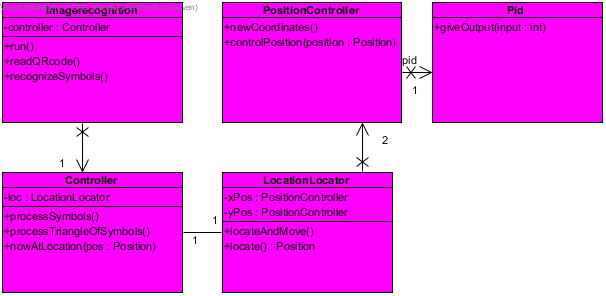 Imagerecognition
-controller : Controller
+run()
+readQRcode()
+recognizeSymbols()
PositionController
+newCoordinates()
+controlPosition(position : Position)
pid
1
Pid
+giveOutput(input : int)
1
2
Controller
-loc : LocationLocator
+processSymbols()
+processTriangleOfSymbols()
+nowAtLocation(pos : Position)
1
1
LocationLocator
-xPos : PositionController
-yPos : PositionController
+locateAndMove()
+locate() : Position